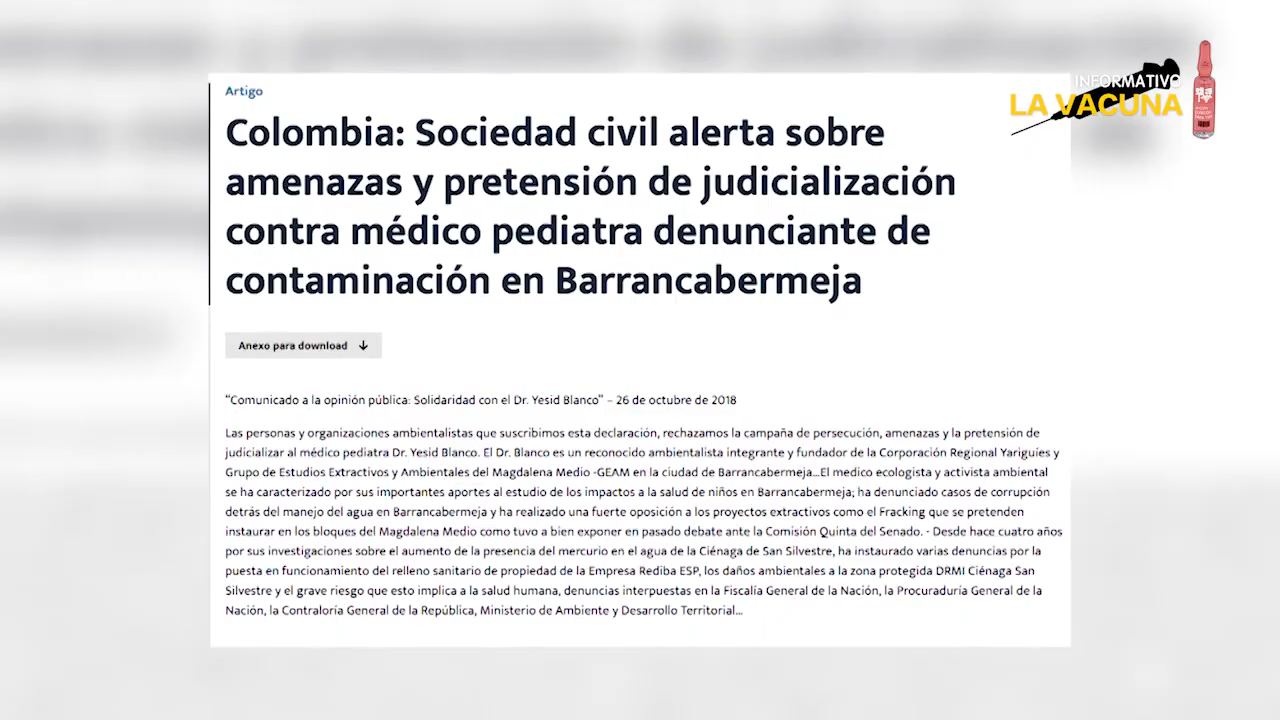 Artigo
Colombia: Sociedad civil alerta sobre
amenazas y pretensión de judicialización
contra médico pediatra denunciante de
contaminación en Barrancabermeja
Anexo para download
"Comunicado a la opinión pública: Solidaridad con el Dr. Yesid Blanco" – 26 de octubre de 2018
Las personas y organizaciones ambientalistas que suscribimos esta declaración, rechazamos la campaña de persecución, amenazas y la pretensión de
judicializar al médico pediatra Dr. Yesid Blanco. El Dr. Blanco es un reconocido ambientalista integrante y fundador de la Corporación Regional Yariguíes y
Grupo de Estudios Extractivos y Ambientales del Magdalena Medio -GEAM en la ciudad de Barrancabermeja...El medico ecologista y activista ambiental
se ha caracterizado por sus importantes aportes al estudio de los impactos a la salud de niños en Barrancabermeja; ha denunciado casos de corrupción
detrás del manejo del agua en Barrancabermeja y ha realizado una fuerte oposición a los proyectos extractivos como el Fracking que se pretenden
instaurar en los bloques del Magdalena Medio como tuvo a bien exponer en pasado debate ante la Comisión Quinta del Senado. - Desde hace cuatro años
por sus investigaciones sobre el aumento de la presencia del mercurio en el agua de la Ciénaga de San Silvestre, ha instaurado varias denuncias por la
puesta en funcionamiento del relleno sanitario de propiedad de la Empresa Rediba ESP, los daños ambientales a la zona protegida DRMI Ciénaga San
Silvestre y el grave riesgo que esto implica a la salud humana, denuncias interpuestas en la Fiscalía General de la Nación, la Procuraduría General de la
Nación, la Contraloría General de la República, Ministerio de Ambiente y Desarrollo Territorial...
INFORMATIVO
LA VACUNA